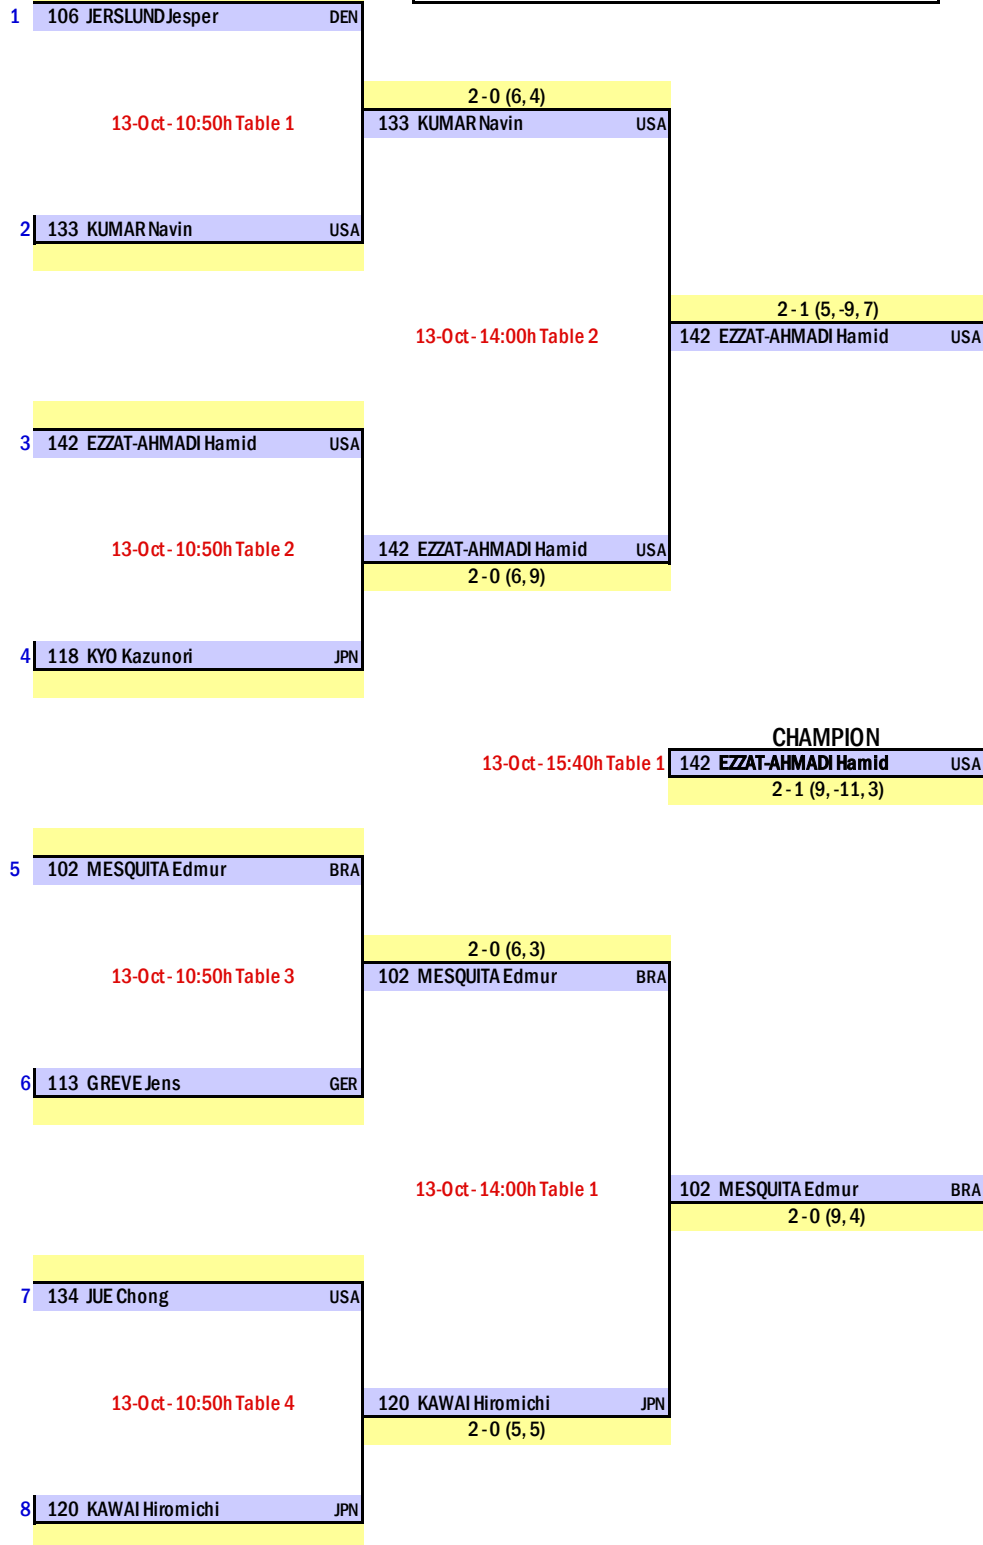 1 106 JERSLUND Jesper DEN
2 - 0 (6, 4)
13-Oct - 10:50h Table 1
133 KUMAR Navin USA
2 133 KUMAR Navin USA
2 - 1 (5, -9, 7)
13-Oct - 14:00h Table 2
142 EZZAT-AHMADI Hamid USA
3 142 EZZAT-AHMADI Hamid USA
13-Oct - 10:50h Table 2
142 EZZAT-AHMADI Hamid USA
2 - 0 (6, 9)
4 118 KYO Kazunori JPN
CHAMPION
13-Oct - 15:40h Table 1
142 EZZAT-AHMADI Hamid USA
2 - 1 (9, -11, 3)
5 102 MESQUITA Edmur BRA
2 - 0 (6, 3)
13-Oct - 10:50h Table 3
102 MESQUITA Edmur BRA
6 113 GREVE Jens GER
13-Oct - 14:00h Table 1
102 MESQUITA Edmur BRA
2 - 0 (9, 4)
7 134 JUE Chong USA
13-Oct - 10:50h Table 4
120 KAWAI Hiromichi JPN
2 - 0 (5, 5)
8 120 KAWAI Hiromichi JPN